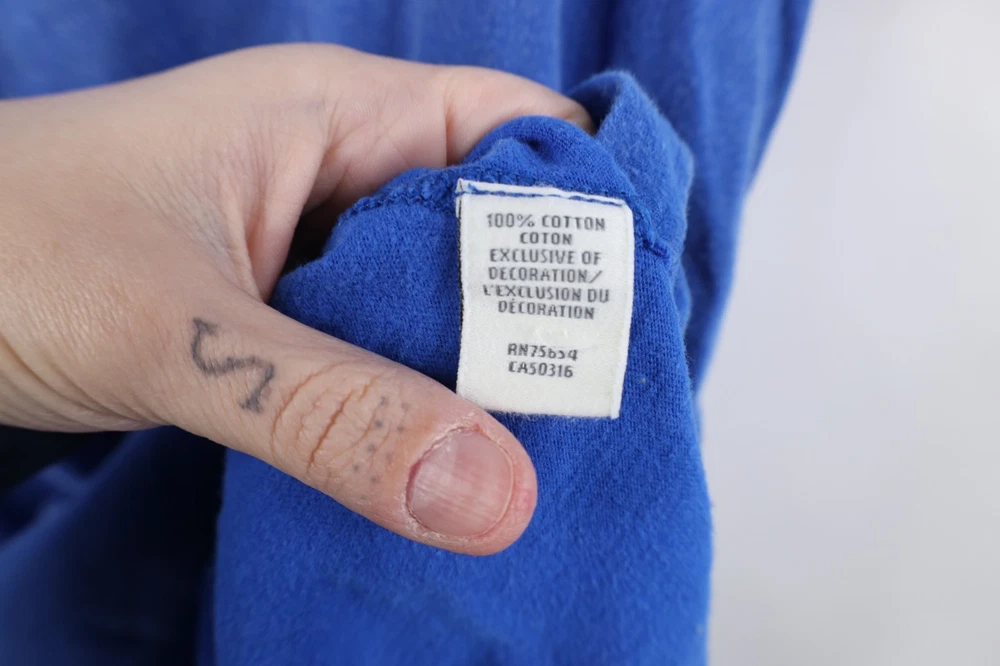 100% COTTON
COTON
EXCLUSIVE OF
DECORATION/
L'EXCLUSION DU
DÉCORATION
RN75654
CA50316